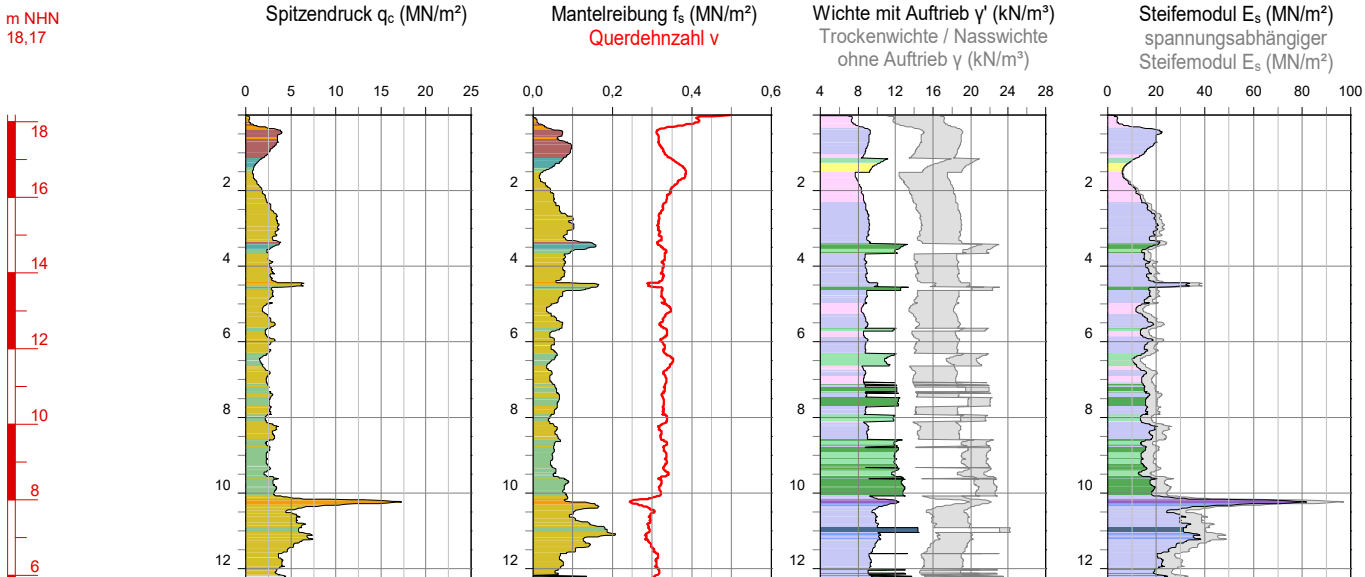 m NHN
18,17
Spitzendruck qc (MN/m²)
Mantelreibung fs (MN/m²)
Querdehnzahl ν
Wichte mit Auftrieb γ' (kN/m³)
Trockenwichte / Nasswichte
ohne Auftrieb γ (kN/m³)
Steifemodul Es (MN/m²)
spannungsabhängiger
Steifemodul Es (MN/m²)
0 5 10 15 20 25
0,0 0,2 0,4 0,6
4 8 12 16 20 24 28
0 20 40 60 80 100
18
16
14
12
10
8
6
2
4
6
8
10
12
2
4
6
8
10
12
2
4
6
8
10
12
2
4
6
8
10
12